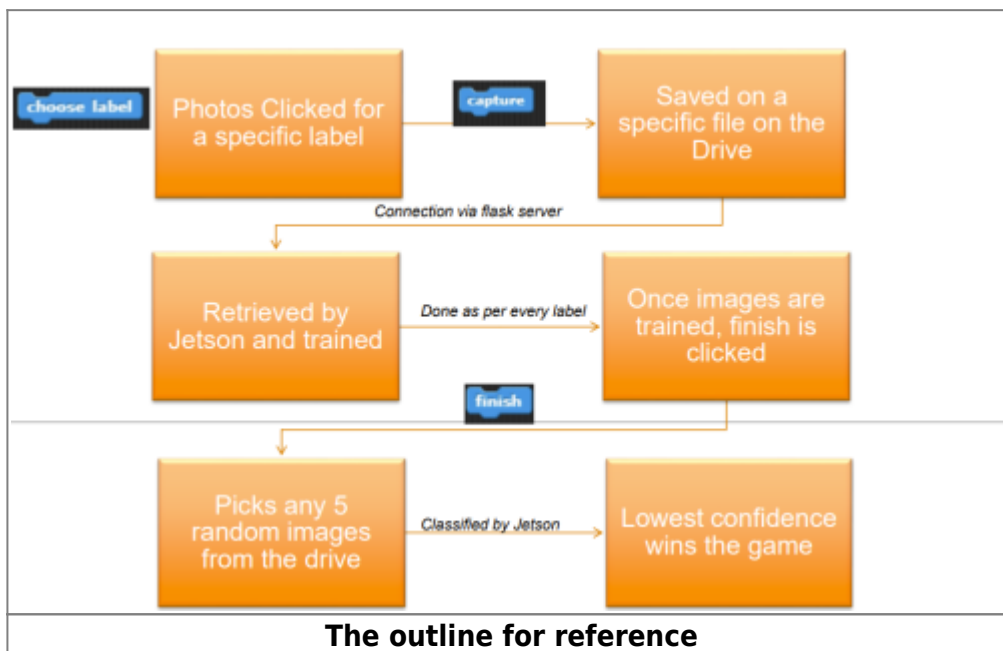 choose label
Photos Clicked for
a specific label
capture
Saved on a
specific file on the
Drive
Connection via flask server
Retrieved by
Jetson and trained
Done as per every label
Once images are
trained, finish is
clicked
finish
Picks any 5
random images
from the drive
Classified by Jetson
Lowest confidence
wins the game
The outline for reference